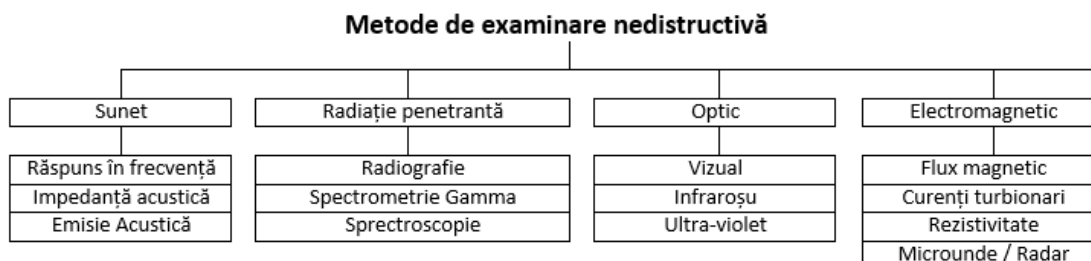 Metode de examinare nedistructivă
Sunet
Radiație penetrantă
Optic
Electromagnetic
Răspuns în frecvență
Impedanță acustică
Emisie Acustică
Radiografie
Spectrometrie Gamma
Sprectroscopie
Vizual
Infraroșu
Ultra-violet
Flux magnetic
Curenți turbionari
Rezistivitate
Microunde / Radar